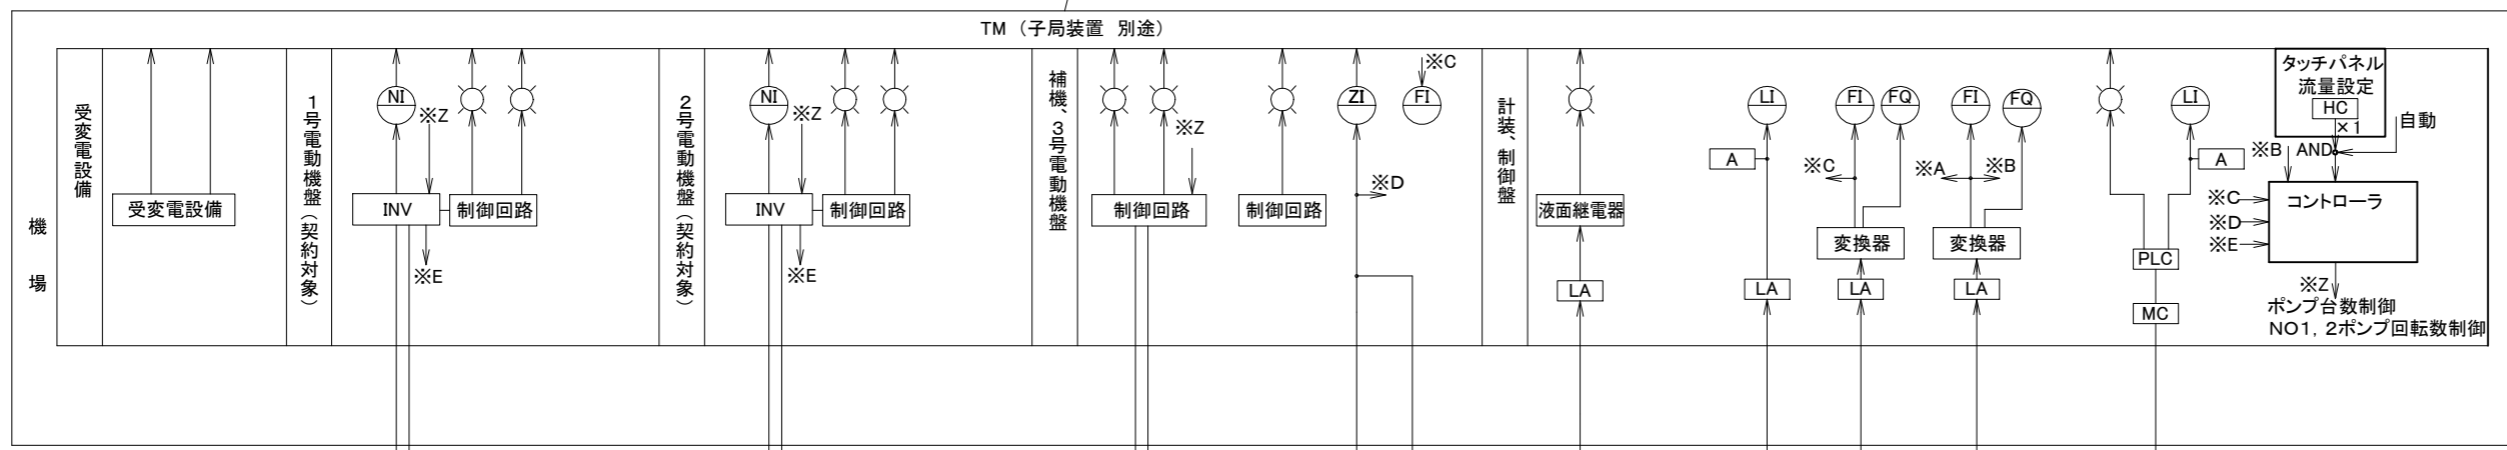 TM（子局装置　別途）
機場
受変電設備
受変電設備
1号電動機盤（契約対象）
NI
※Z
INV
制御回路
※E
2号電動機盤（契約対象）
NI
※Z
INV
制御回路
※E
補機、3号電動機盤
※Z
制御回路
制御回路
ZI
※D
※C
FI
計装、制御盤
液面継電器
LA
LI
A
LA
FI
FQ
※C
変換器
LA
FI
FQ
※A
※B
変換器
LA
LI
A
PLC
MC
タッチパネル
流量設定
HC
×1
自動
※B
AND
※C
※D
※E
コントローラ
※Z
ポンプ台数制御
NO1，2ポンプ回転数制御